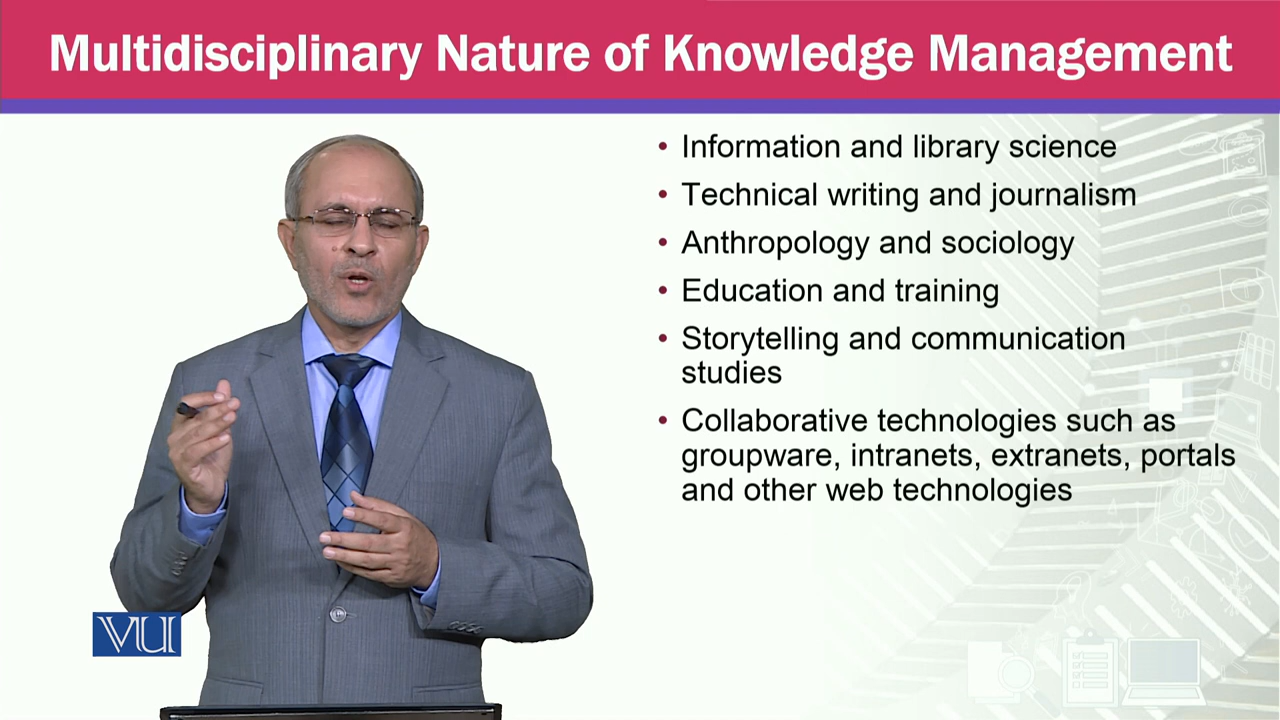 Multidisciplinary Nature of Knowledge Management
• Information and library science
• Technical writing and journalism
• Anthropology and sociology
• Education and training
• Storytelling and communication
studies
• Collaborative technologies such as
groupware, intranets, extranets, portals
and other web technologies
VU